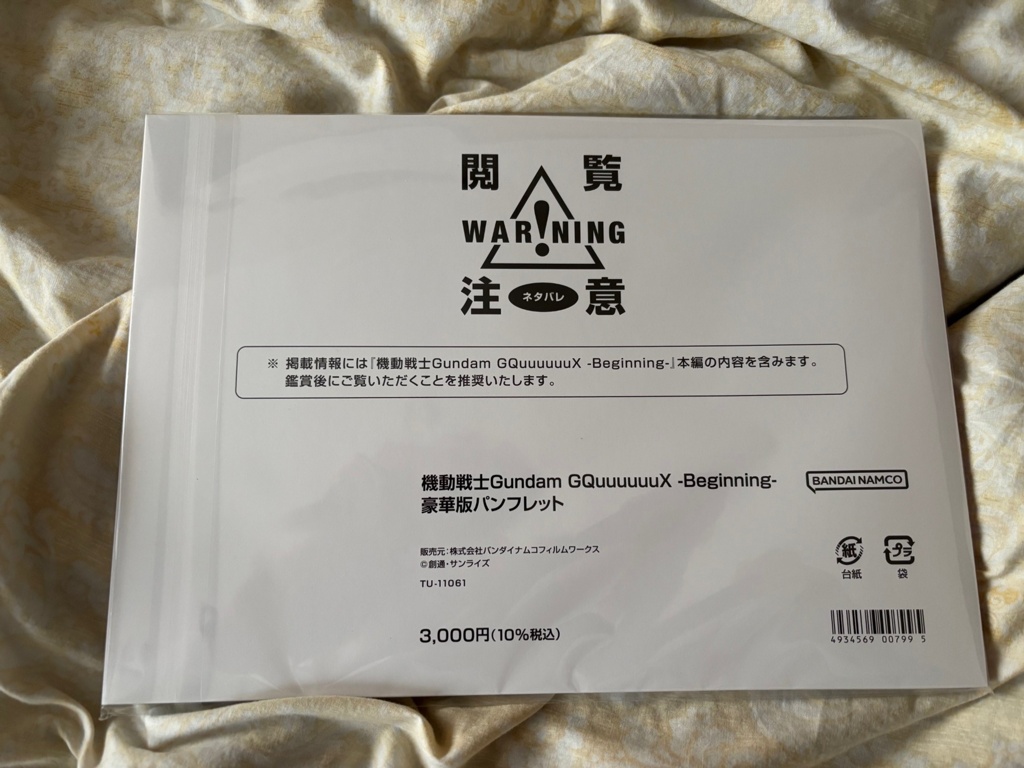 閲覧
WARNING
注 ネタバレ 意
※ 掲載情報には『機動戦士Gundam GQuuuuuuX -Beginning-』本編の内容を含みます。
鑑賞後にご覧いただくことを推奨いたします。
機動戦士Gundam GQuuuuuuX -Beginning-
豪華版パンフレット
BANDAI NAMCO
販売元:株式会社バンダイナムコフィルムワークス
©創通・サンライズ
TU-11061
紙
台紙
プラ
袋
3,000円(10%税込)
4934569 00799 5